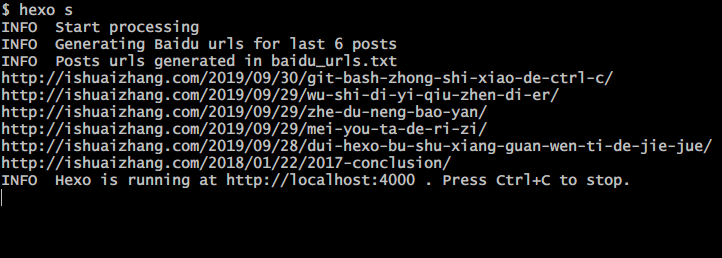 $ hexo s
INFO  Start processing
INFO  Generating Baidu urls for last 6 posts
INFO  Posts urls generated in baidu_urls.txt
http://ishuaizhang.com/2019/09/30/git-bash-zhong-shi-xiao-de-ctrl-c/
http://ishuaizhang.com/2019/09/29/wu-shi-di-yi-qiu-zhen-di-er/
http://ishuaizhang.com/2019/09/29/zhe-du-neng-bao-yan/
http://ishuaizhang.com/2019/09/29/mei-you-ta-de-ri-zi/
http://ishuaizhang.com/2019/09/28/dui-hexo-bu-shu-xiang-guan-wen-ti-de-jie-jue/
http://ishuaizhang.com/2018/01/22/2017-conclusion/
INFO  Hexo is running at http://localhost:4000 . Press Ctrl+C to stop.